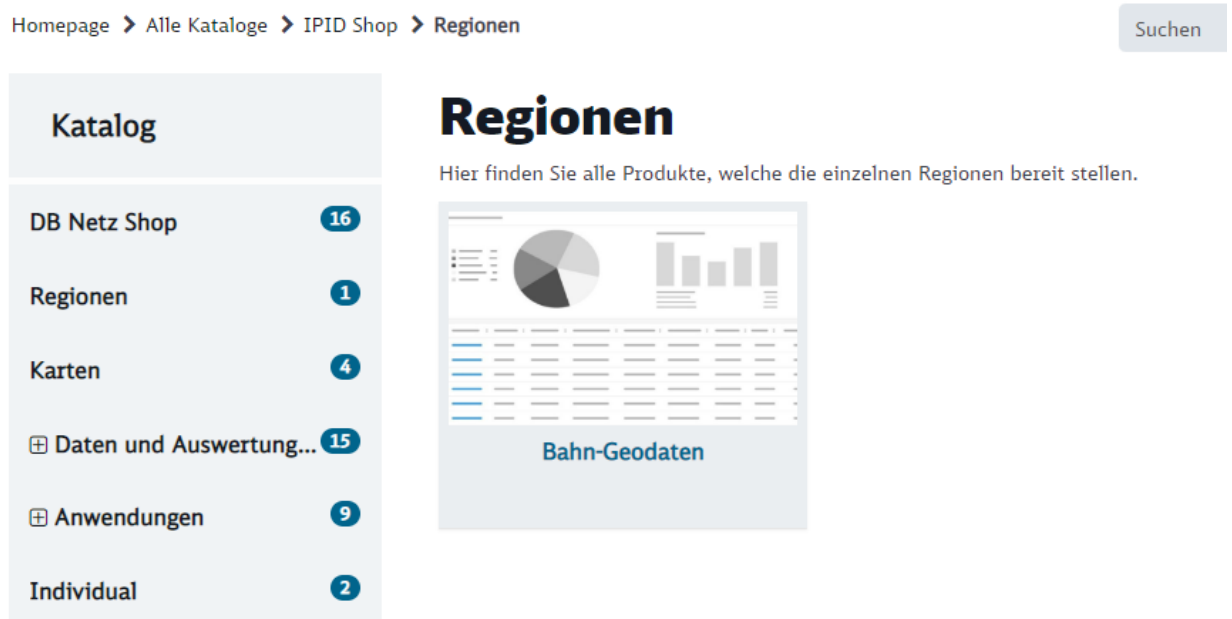 Homepage > Alle Kataloge > IPID Shop > Regionen
Suchen
Katalog
DB Netz Shop 16
Regionen 1
Karten 4
Daten und Auswertung... 15
Anwendungen 9
Individual 2
Regionen
Hier finden Sie alle Produkte, welche die einzelnen Regionen bereit stellen.
Bahn-Geodaten